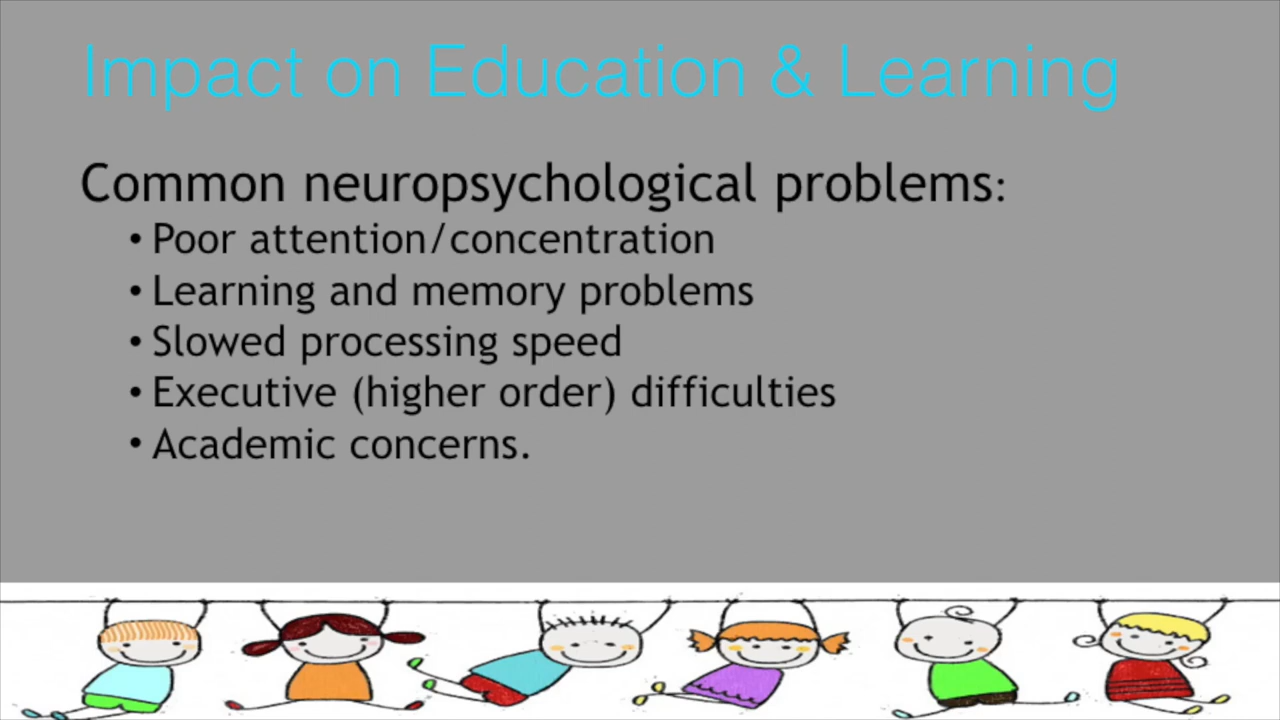 Impact on Education & Learning
Common neuropsychological problems:
• Poor attention/concentration
• Learning and memory problems
• Slowed processing speed
• Executive (higher order) difficulties
• Academic concerns.